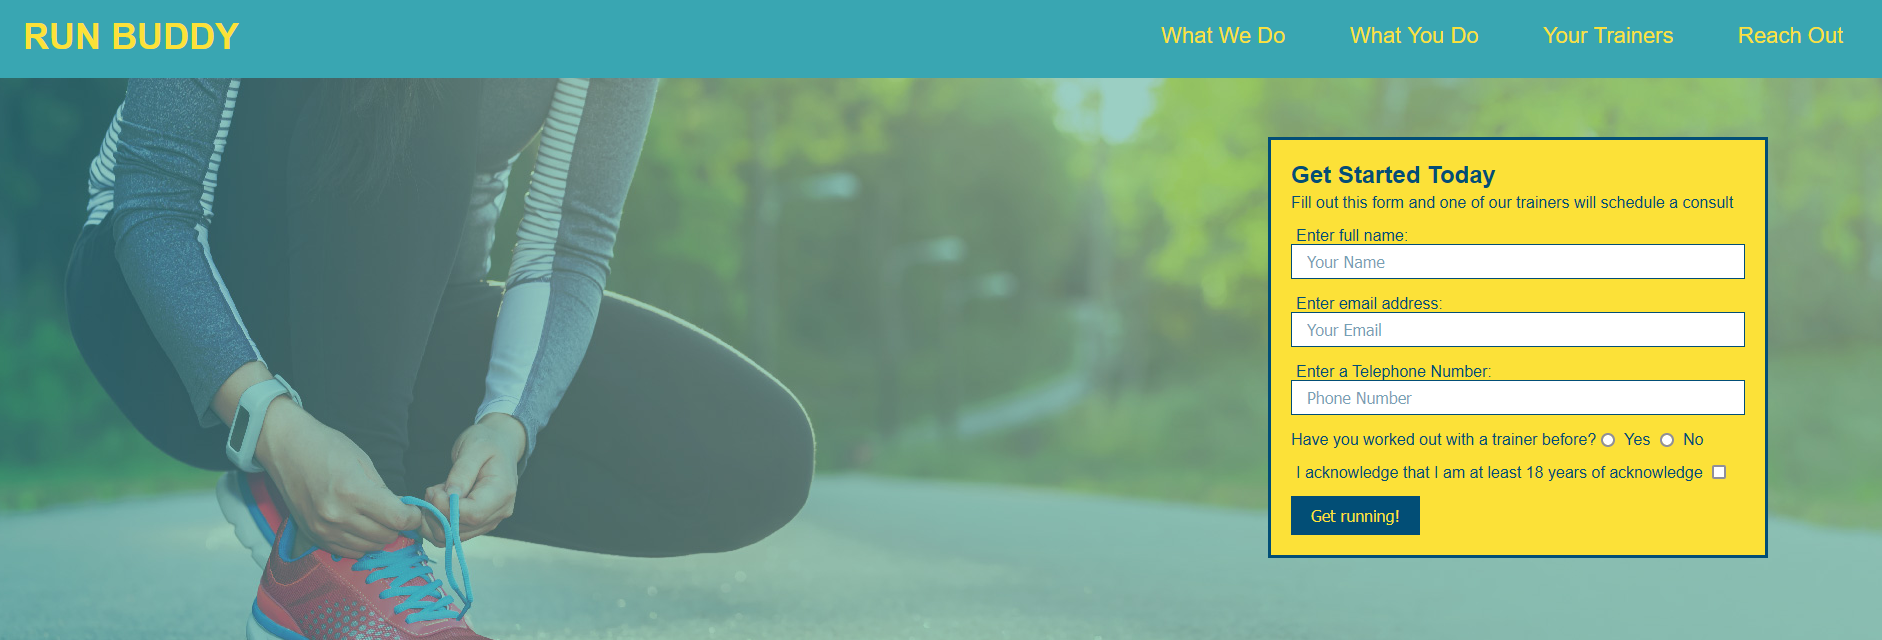 RUN BUDDY
What We Do
What You Do
Your Trainers
Reach Out
Get Started Today
Fill out this form and one of our trainers will schedule a consult
Enter full name:
Your Name
Enter email address:
Your Email
Enter a Telephone Number:
Phone Number
Have you worked out with a trainer before? Yes No
I acknowledge that I am at least 18 years of acknowledge
Get running!